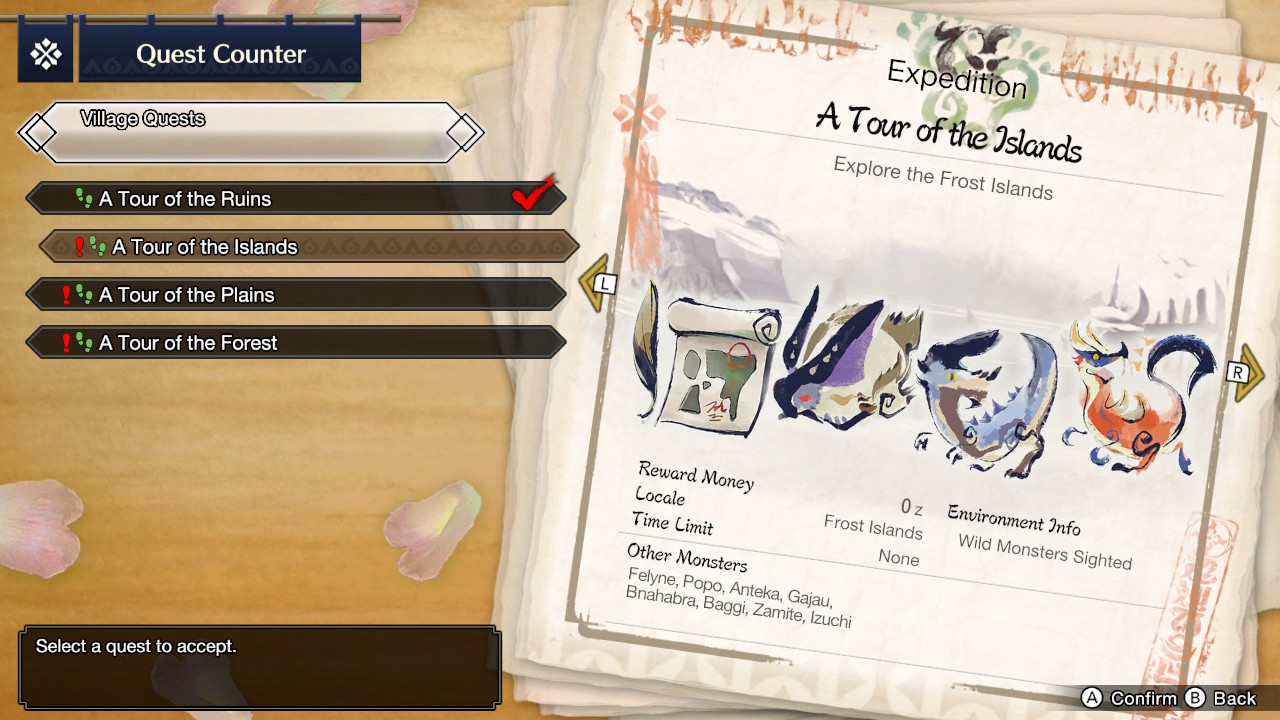 Quest Counter
Village Quests
A Tour of the Ruins
A Tour of the Islands
A Tour of the Plains
A Tour of the Forest
Select a quest to accept.
Expedition
A Tour of the Islands
Explore the Frost Islands
L
R
Reward Money
0 z
Locale
Frost Islands
Time Limit
None
Environment Info
Wild Monsters Sighted
Other Monsters
Felyne, Popo, Anteka, Gajau,
Bnahabra, Baggi, Zamite, Izuchi
A Confirm B Back